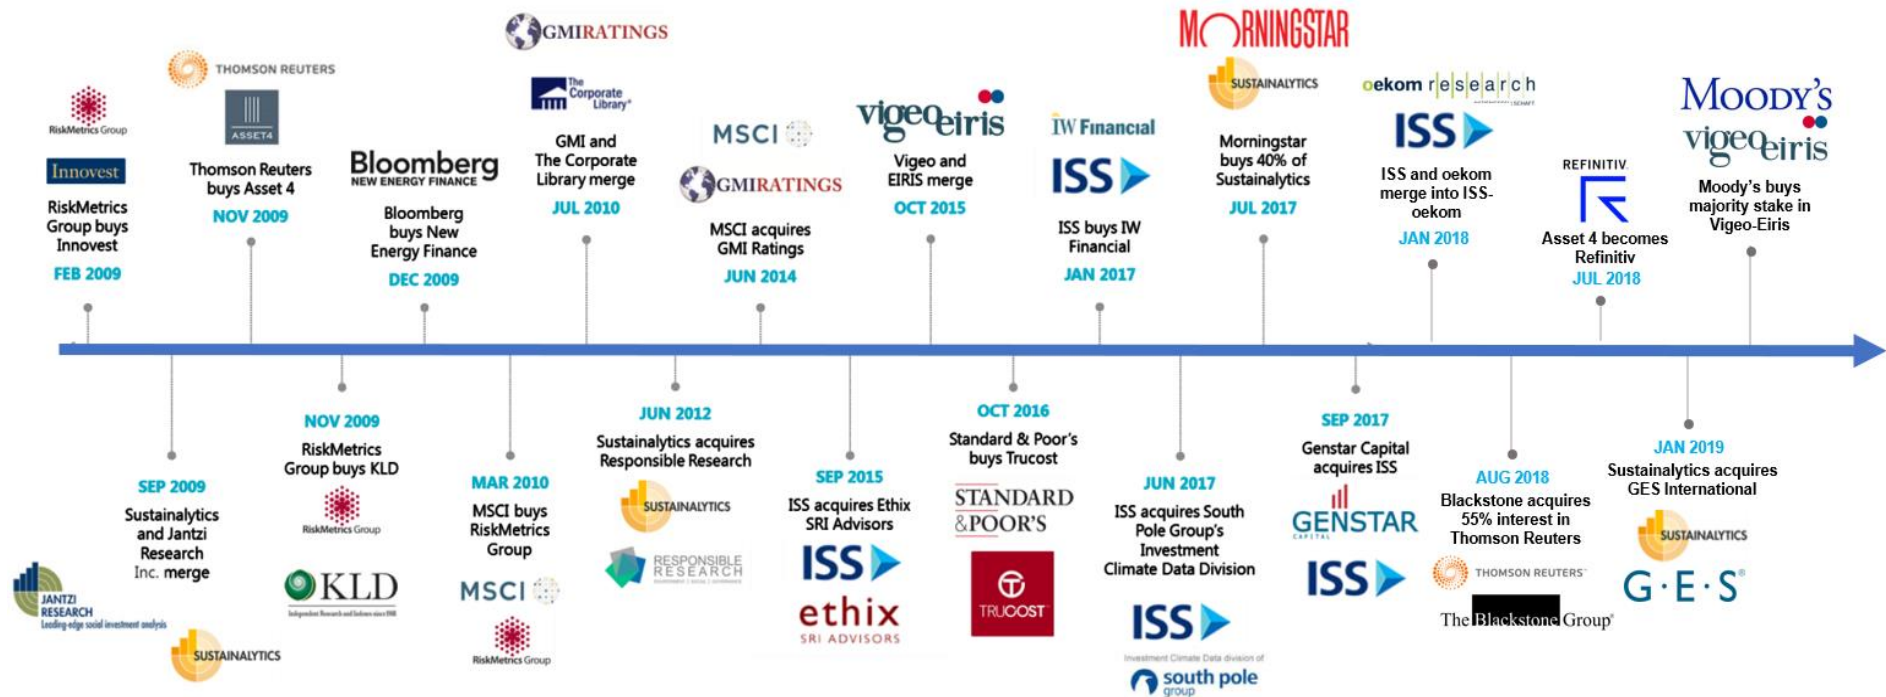 RiskMetrics Group
Innovest
RiskMetrics
Group buys
Innovest
FEB 2009
THOMSON REUTERS
ASSET4
Thomson Reuters
buys Asset 4
NOV 2009
Bloomberg
NEW ENERGY FINANCE
Bloomberg
buys New
Energy Finance
DEC 2009
GMIRATINGS
The
Corporate
Library®
GMI and
The Corporate
Library merge
JUL 2010
MSCI
GMIRATINGS
MSCI acquires
GMI Ratings
JUN 2014
vigeoeiris
Vigeo and
EIRIS merge
OCT 2015
IW Financial
ISS
ISS buys IW
Financial
JAN 2017
MORNINGSTAR
SUSTAINALYTICS
Morningstar
buys 40% of
Sustainalytics
JUL 2017
oekom research
ISS
ISS and oekom
merge into ISS-
oekom
JAN 2018
REFINITIV
Asset 4 becomes
Refinitiv
JUL 2018
MOODY'S
vigeoeiris
Moody's buys
majority stake in
Vigeo-Eiris
SEP 2009
Sustainalytics
and Jantzi
Research
Inc. merge
JANTZI
RESEARCH
Leading-edge social investment analysis
SUSTAINALYTICS
NOV 2009
RiskMetrics
Group buys KLD
RiskMetrics Group
KLD
Independent Research and Indexes since 1988
MAR 2010
MSCI buys
RiskMetrics
Group
MSCI
RiskMetrics Group
JUN 2012
Sustainalytics acquires
Responsible Research
SUSTAINALYTICS
RESPONSIBLE
RESEARCH
SEP 2015
ISS acquires Ethix
SRI Advisors
ISS
ethix
SRI ADVISORS
OCT 2016
Standard & Poor's
buys Trucost
STANDARD
&POOR'S
TRUCOST
JUN 2017
ISS acquires South
Pole Group's
Investment
Climate Data Division
ISS
Investment Climate Data division of
south pole
group
SEP 2017
Genstar Capital
acquires ISS
GENSTAR
CAPITAL
ISS
AUG 2018
Blackstone acquires
55% interest in
Thomson Reuters
THOMSON REUTERS
The Blackstone Group®
JAN 2019
Sustainalytics acquires
GES International
SUSTAINALYTICS
G·E·S®